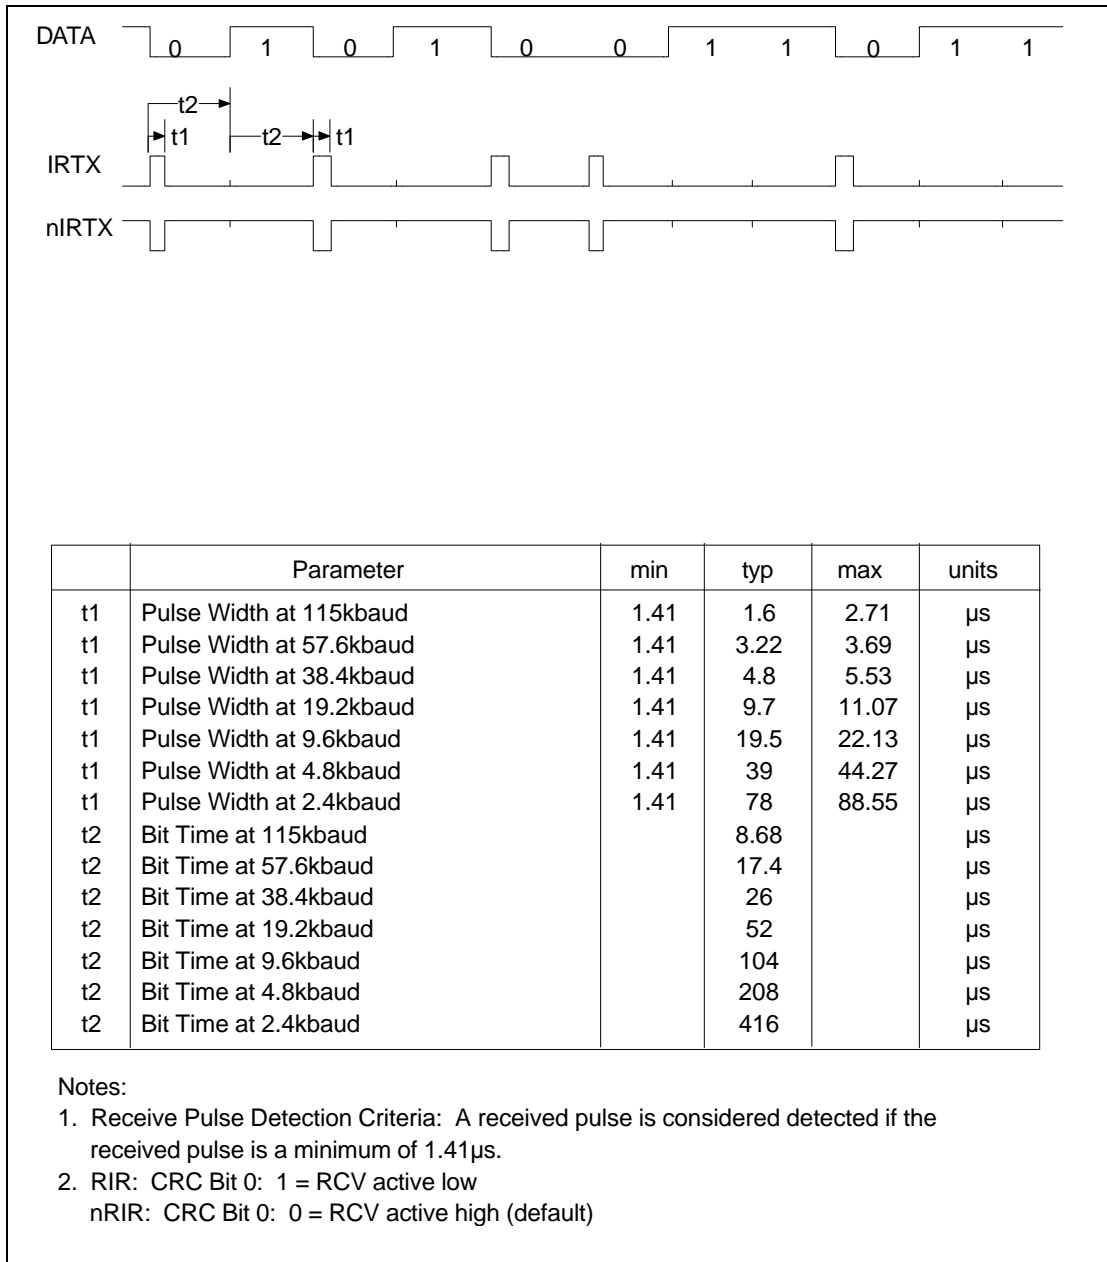 DATA 0 1 0 1 0 0 1 1 0 1 1
t2
t1 t2 t1
IRTX
nIRTX
Parameter min typ max units
t1 Pulse Width at 115kbaud 1.41 1.6 2.71 µs
t1 Pulse Width at 57.6kbaud 1.41 3.22 3.69 µs
t1 Pulse Width at 38.4kbaud 1.41 4.8 5.53 µs
t1 Pulse Width at 19.2kbaud 1.41 9.7 11.07 µs
t1 Pulse Width at 9.6kbaud 1.41 19.5 22.13 µs
t1 Pulse Width at 4.8kbaud 1.41 39 44.27 µs
t1 Pulse Width at 2.4kbaud 1.41 78 88.55 µs
t2 Bit Time at 115kbaud 8.68 µs
t2 Bit Time at 57.6kbaud 17.4 µs
t2 Bit Time at 38.4kbaud 26 µs
t2 Bit Time at 19.2kbaud 52 µs
t2 Bit Time at 9.6kbaud 104 µs
t2 Bit Time at 4.8kbaud 208 µs
t2 Bit Time at 2.4kbaud 416 µs
Notes:
1. Receive Pulse Detection Criteria: A received pulse is considered detected if the
received pulse is a minimum of 1.41µs.
2. RIR: CRC Bit 0: 1 = RCV active low
nRIR: CRC Bit 0: 0 = RCV active high (default)